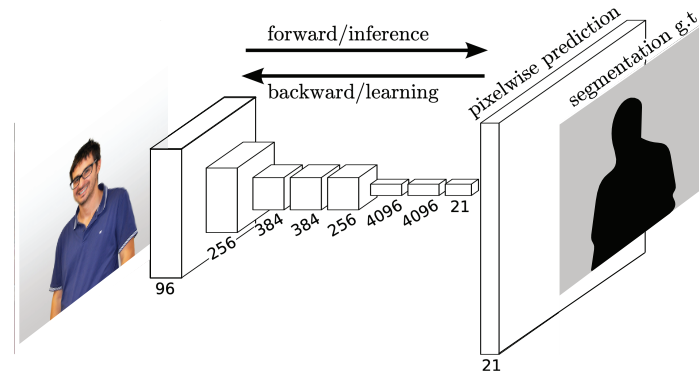 forward/inference
backward/learning
pixelwise prediction
segmentation g.t.
96
256
384
384
256
4096
4096
21
21